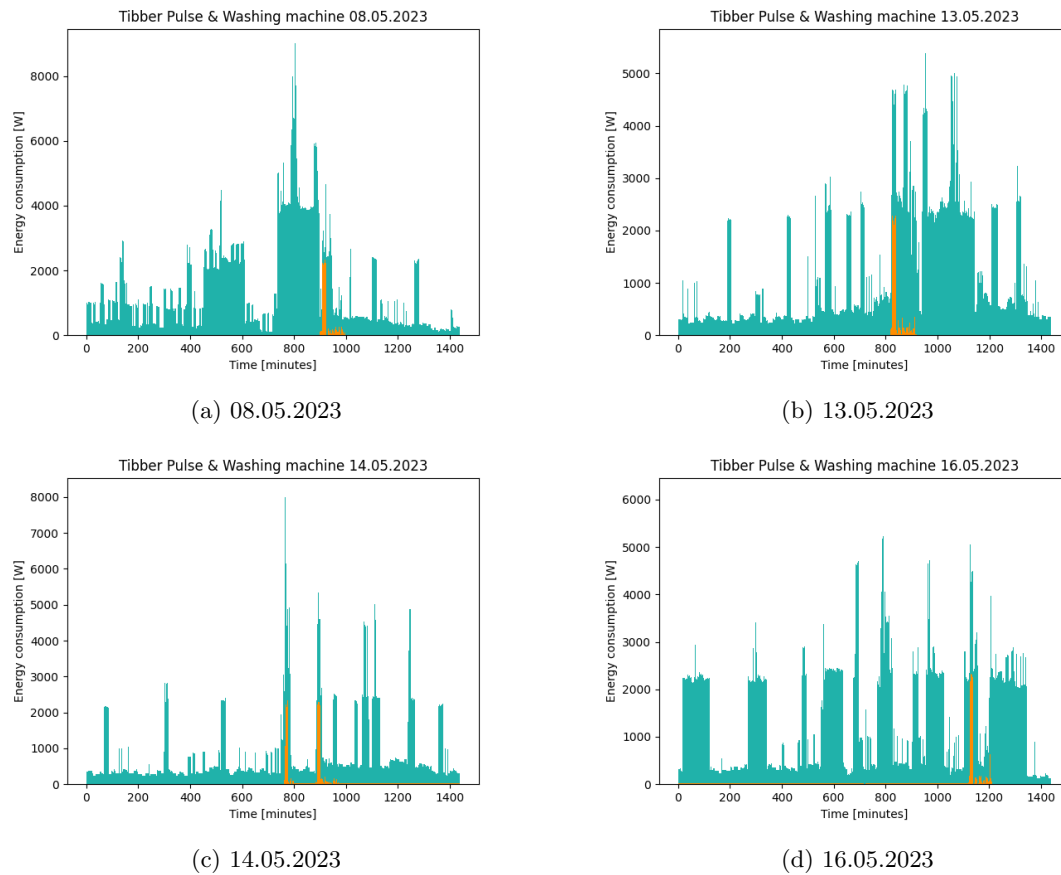 Tibber Pulse & Washing machine 08.05.2023
Energy consumption [W]
8000
6000
4000
2000
0
0 200 400 600 800 1000 1200 1400
Time [minutes]
(a) 08.05.2023
Tibber Pulse & Washing machine 13.05.2023
Energy consumption [W]
5000
4000
3000
2000
1000
0
0 200 400 600 800 1000 1200 1400
Time [minutes]
(b) 13.05.2023
Tibber Pulse & Washing machine 14.05.2023
Energy consumption [W]
8000
7000
6000
5000
4000
3000
2000
1000
0
0 200 400 600 800 1000 1200 1400
Time [minutes]
(c) 14.05.2023
Tibber Pulse & Washing machine 16.05.2023
Energy consumption [W]
6000
5000
4000
3000
2000
1000
0
0 200 400 600 800 1000 1200 1400
Time [minutes]
(d) 16.05.2023